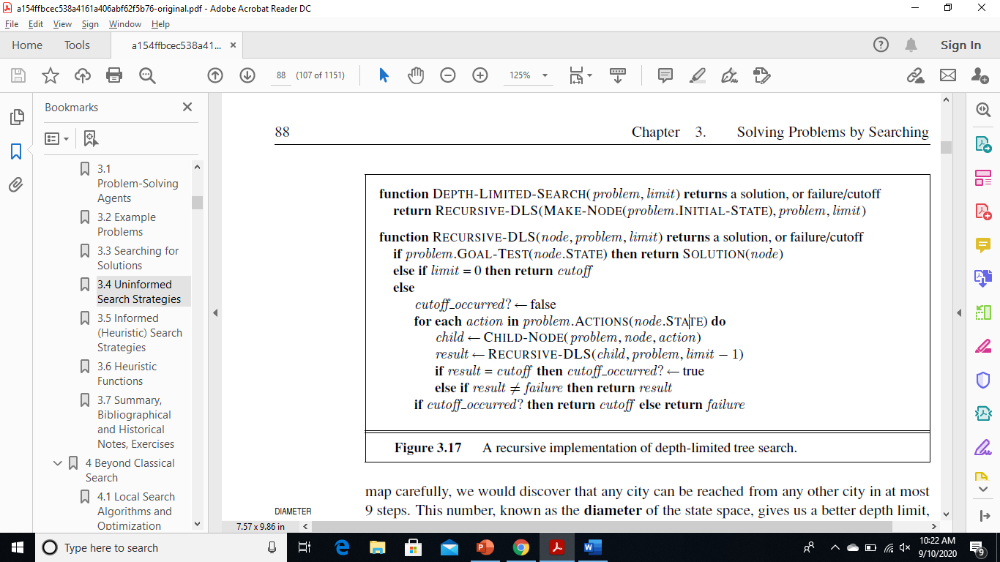 a154ffbcec538a4161a406abf62f5b76-original.pdf - Adobe Acrobat Reader DC
File Edit View Sign Window Help
Home Tools a154ffbcec538a41... × Sign In
88 (107 of 1151) 125%
Bookmarks
3.1
Problem-Solving
Agents
3.2 Example
Problems
3.3 Searching for
Solutions
3.4 Uninformed
Search Strategies
3.5 Informed
(Heuristic) Search
Strategies
3.6 Heuristic
Functions
3.7 Summary,
Bibliographical
and Historical
Notes, Exercises
4 Beyond Classical
Search
4.1 Local Search
Algorithms and
Optimization
88 Chapter 3. Solving Problems by Searching
function DEPTH-LIMITED-SEARCH(problem, limit) returns a solution, or failure/cutoff
return RECURSIVE-DLS(MAKE-NODE(problem.INITIAL-STATE), problem, limit)
function RECURSIVE-DLS(node, problem, limit) returns a solution, or failure/cutoff
if problem.GOAL-TEST(node.STATE) then return SOLUTION(node)
else if limit = 0 then return cutoff
else
cutoff_occurred? ← false
for each action in problem.ACTIONS(node.STATE) do
child ← CHILD-NODE(problem, node, action)
result ← RECURSIVE-DLS(child, problem, limit − 1)
if result = cutoff then cutoff_occurred? ← true
else if result ≠ failure then return result
if cutoff_occurred? then return cutoff else return failure
Figure 3.17 A recursive implementation of depth-limited tree search.
map carefully, we would discover that any city can be reached from any other city in at most
DIAMETER 9 steps. This number, known as the diameter of the state space, gives us a better depth limit,
7.57 x 9.86 in
Type here to search
10:22 AM
9/10/2020
9